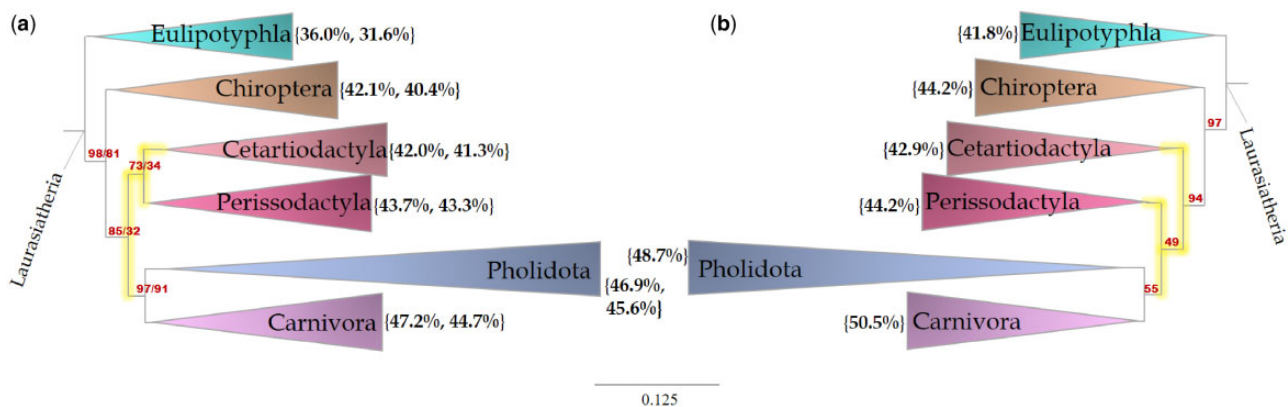 (a)
Eulipotyphla {36.0%, 31.6%}
Chiroptera {42.1%, 40.4%}
Cetartiodactyla {42.0%, 41.3%}
Perissodactyla {43.7%, 43.3%}
Pholidota {46.9%,
45.6%}
Carnivora {47.2%, 44.7%}
98/81
73/34
85/32
97/91
Laurasiatheria
(b)
{41.8%} Eulipotyphla
{44.2%} Chiroptera
{42.9%} Cetartiodactyla
{44.2%} Perissodactyla
{48.7%} Pholidota
{50.5%} Carnivora
97
94
49
55
Laurasiatheria
0.125